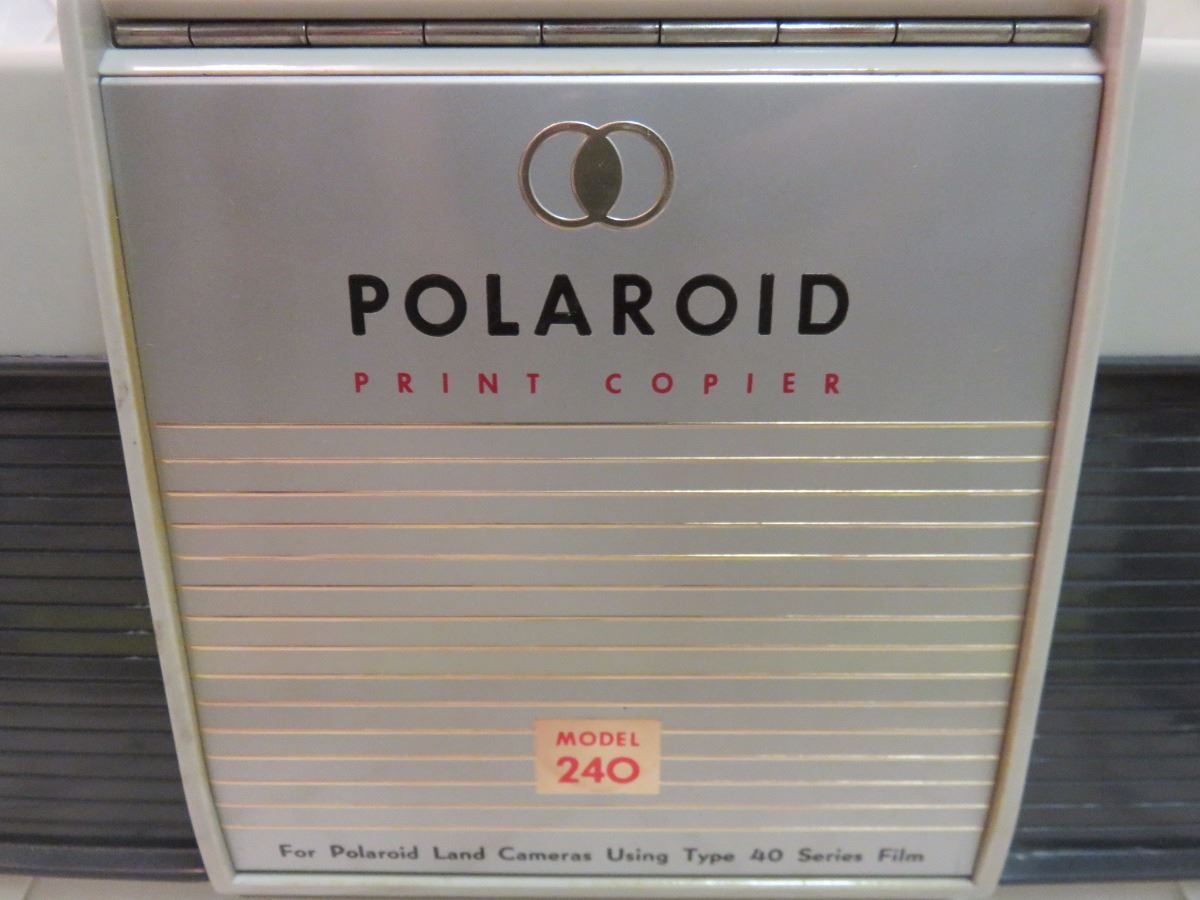 POLAROID
PRINT COPIER
MODEL
240
For Polaroid Land Cameras Using Type 40 Series Film